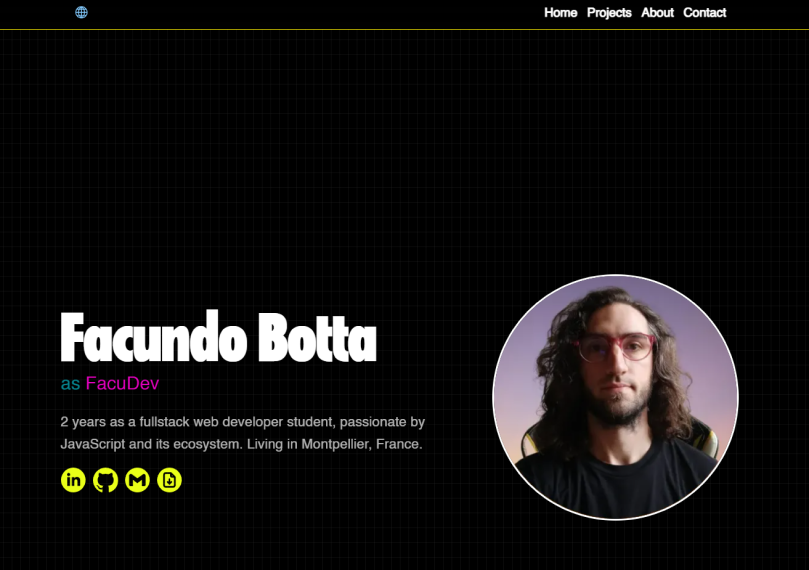 Home Projects About Contact
Facundo Botta
as FacuDev
2 years as a fullstack web developer student, passionate by
JavaScript and its ecosystem. Living in Montpellier, France.
in